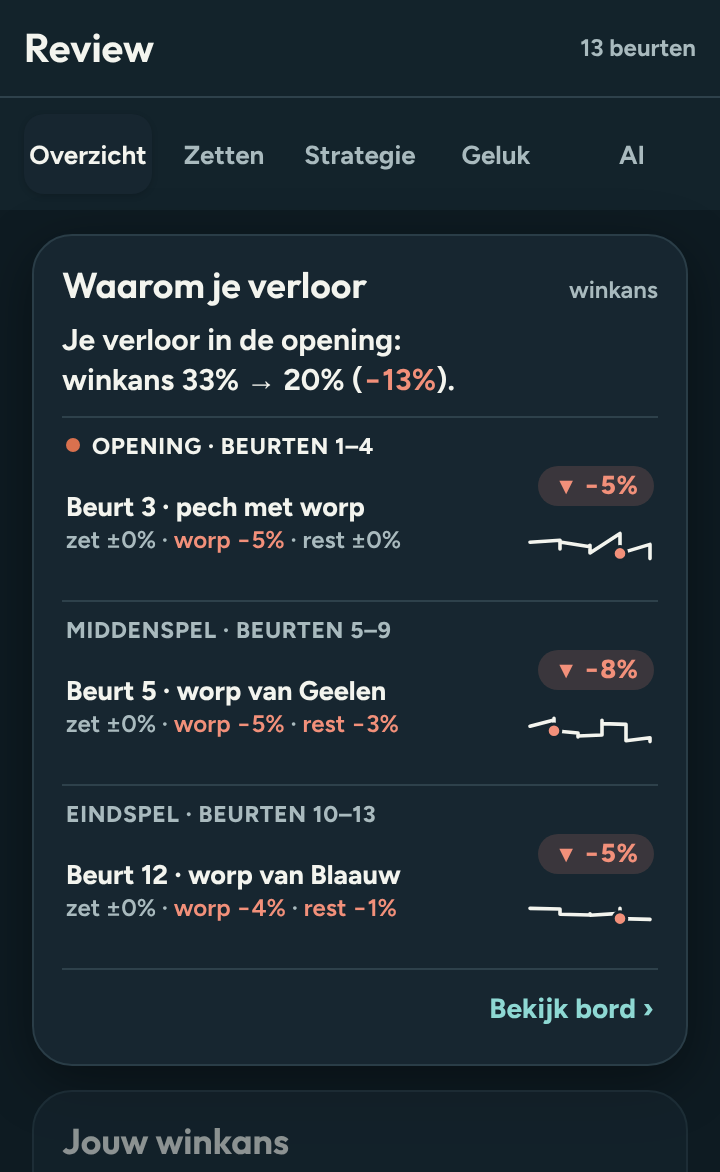 Review
13 beurten
Overzicht
Zetten
Strategie
Geluk
AI
Waarom je verloor
winkans
Je verloor in de opening:
winkans 33% → 20% (−13%).
OPENING · BEURTEN 1–4
▼ −5%
Beurt 3 · pech met worp
zet ±0% · worp −5% · rest ±0%
MIDDENSPEL · BEURTEN 5–9
▼ −8%
Beurt 5 · worp van Geelen
zet ±0% · worp −5% · rest −3%
EINDSPEL · BEURTEN 10–13
▼ −5%
Beurt 12 · worp van Blaauw
zet ±0% · worp −4% · rest −1%
Bekijk bord ›
Jouw winkans